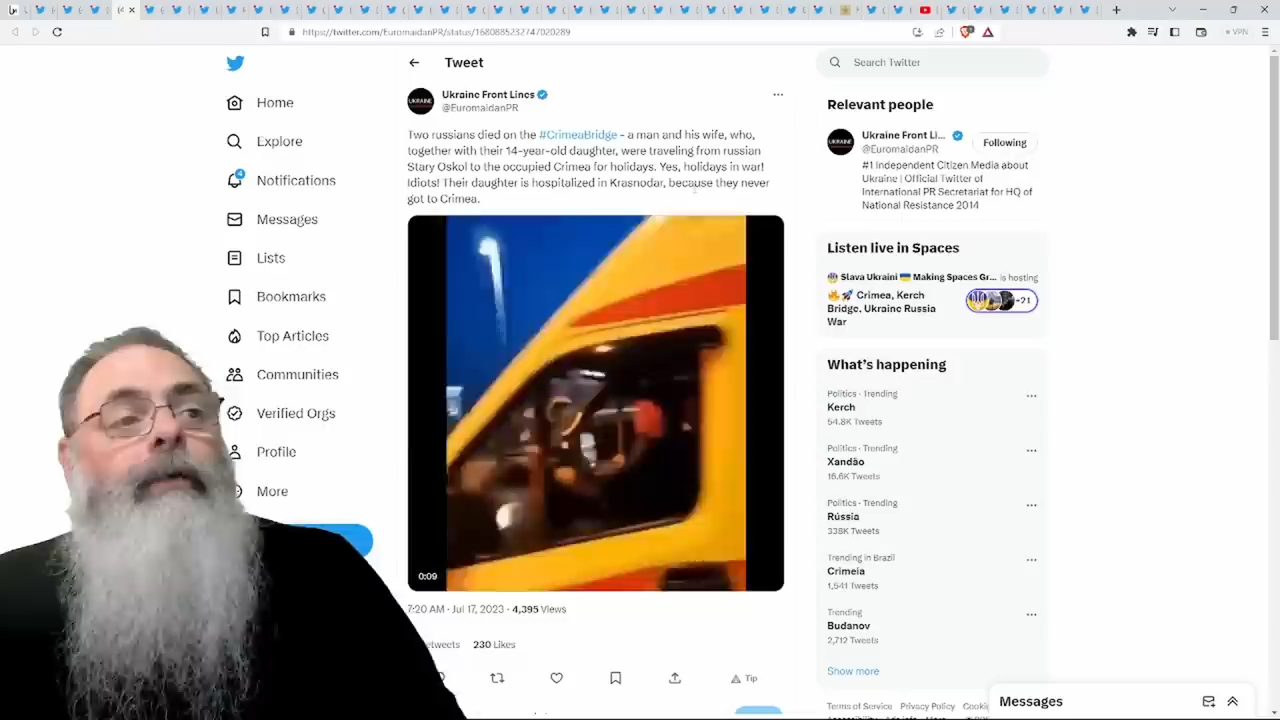 https://twitter.com/EuromaidanPR/status/1680885232747020289
VPN
Tweet
Search Twitter
Home
Explore
4
Notifications
Messages
Lists
Bookmarks
Top Articles
Communities
Verified Orgs
Profile
More
UKRAINE
Ukraine Front Lines
@EuromaidanPR
Two russians died on the #CrimeaBridge - a man and his wife, who,
together with their 14-year-old daughter, were traveling from russian
Stary Oskol to the occupied Crimea for holidays. Yes, holidays in war!
Idiots! Their daughter is hospitalized in Krasnodar, because they never
got to Crimea.
0:09
7:20 AM · Jul 17, 2023 · 4,395 Views
etweets 230 Likes
Tip
Relevant people
UKRAINE
Ukraine Front Li...
@EuromaidanPR
Following
#1 Independent Citizen Media about
Ukraine | Official Twitter of
International PR Secretariat for HQ of
National Resistance 2014
Listen live in Spaces
Slava Ukraini Making Spaces Gr... is hosting
Crimea, Kerch
Bridge, Ukraine Russia
War
+21
What's happening
Politics · Trending
Kerch
54.8K Tweets
Politics · Trending
Xandão
16.6K Tweets
Politics · Trending
Rússia
338K Tweets
Trending in Brazil
Crimeia
1,541 Tweets
Trending
Budanov
2,712 Tweets
Show more
Terms of Service Privacy Policy
Messages